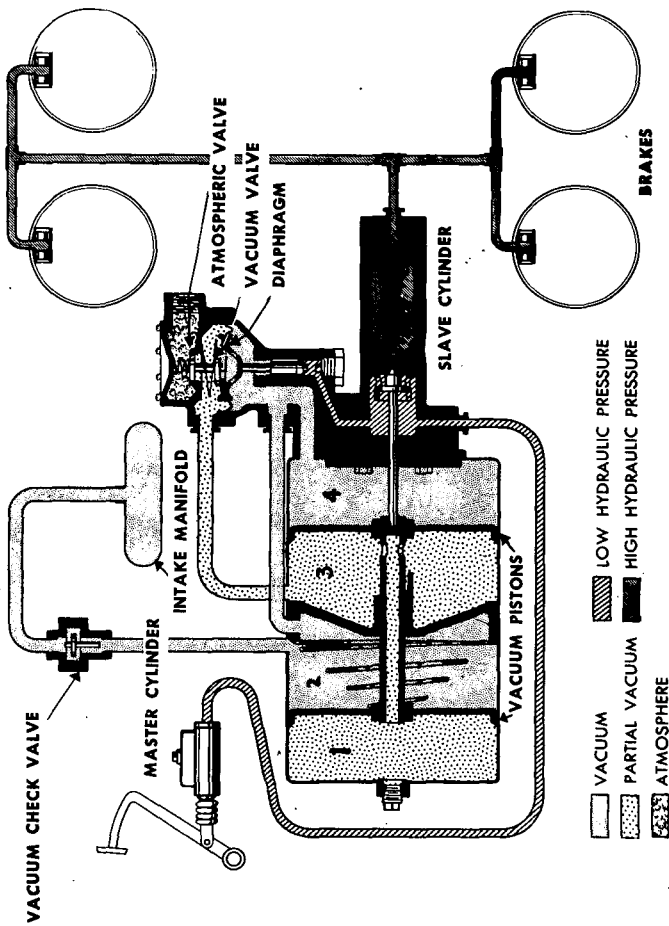 VACUUM CHECK VALVE
MASTER CYLINDER
INTAKE MANIFOLD
ATMOSPHERIC VALVE
VACUUM VALVE
DIAPHRAGM
1
2
3
4
VACUUM PISTONS
SLAVE CYLINDER
BRAKES
VACUUM
PARTIAL VACUUM
ATMOSPHERE
LOW HYDRAULIC PRESSURE
HIGH HYDRAULIC PRESSURE